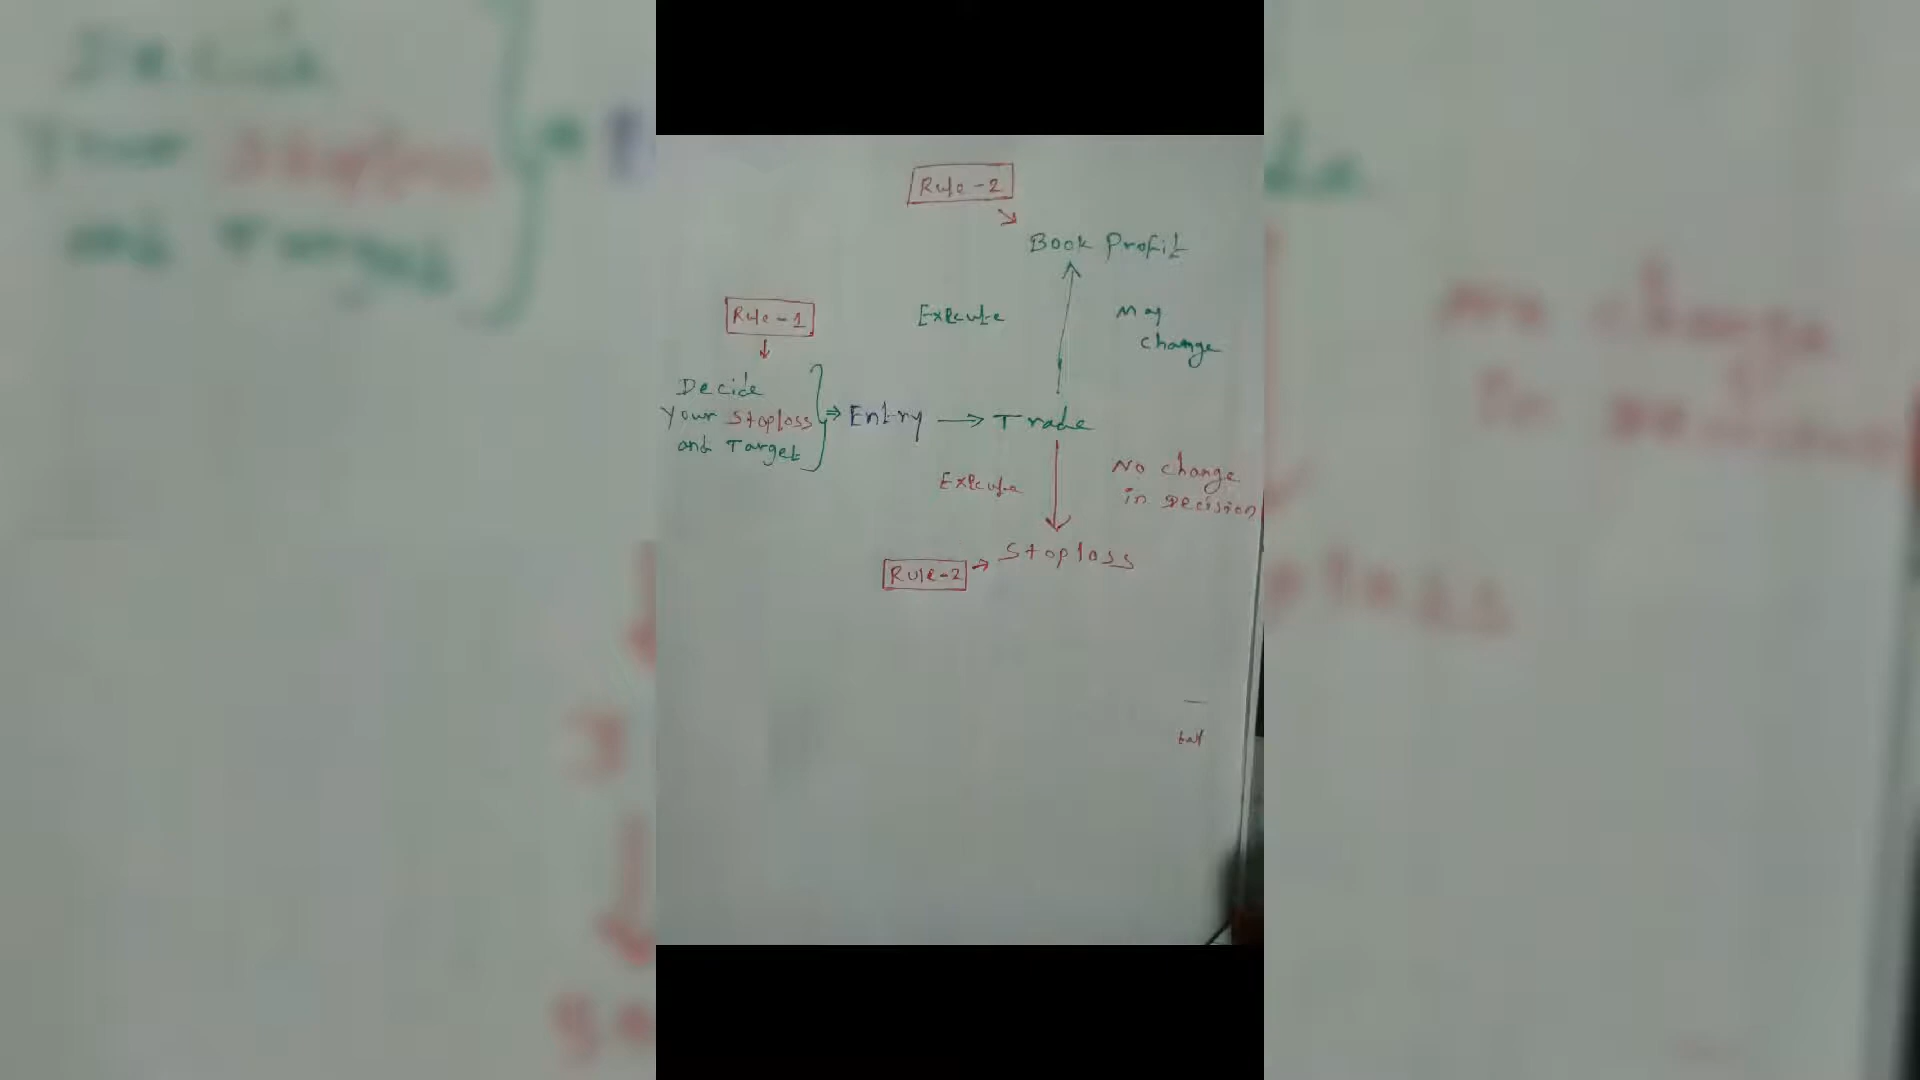 Rule-2
Book Profit
Execute
May
change
Rule-1
Decide
Your Stoploss
and Target
Entry
Trade
Execute
No change
in Decision
Stoploss
Rule-2